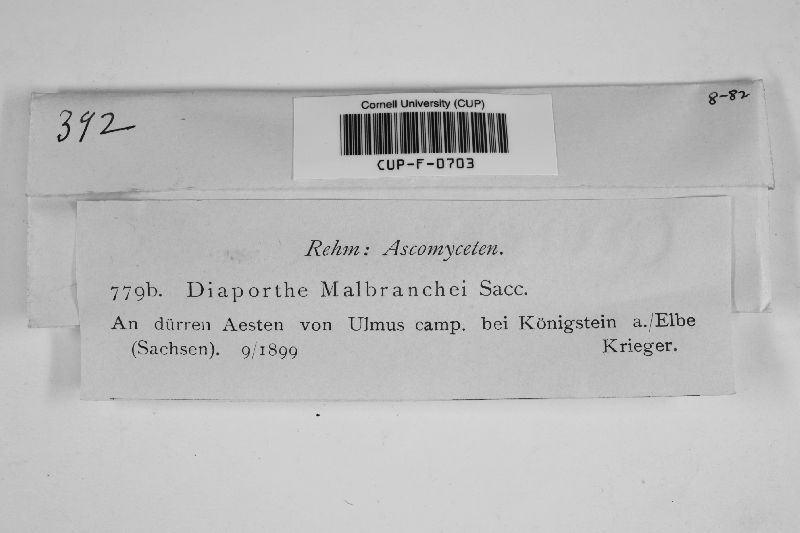 392
8-82
Cornell University (CUP)
CUP-F-0703
Rehm: Ascomyceten.
779b. Diaporthe Malbranchei Sacc.
An dürren Aesten von Ulmus camp. bei Königstein a./Elbe
(Sachsen). 9/1899 Krieger.